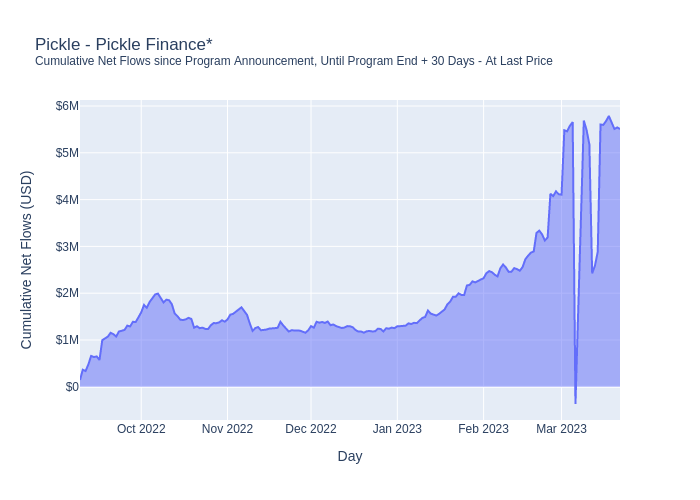 Pickle - Pickle Finance*
Cumulative Net Flows since Program Announcement, Until Program End + 30 Days - At Last Price
Cumulative Net Flows (USD)
$6M
$5M
$4M
$3M
$2M
$1M
$0
Oct 2022 Nov 2022 Dec 2022 Jan 2023 Feb 2023 Mar 2023
Day